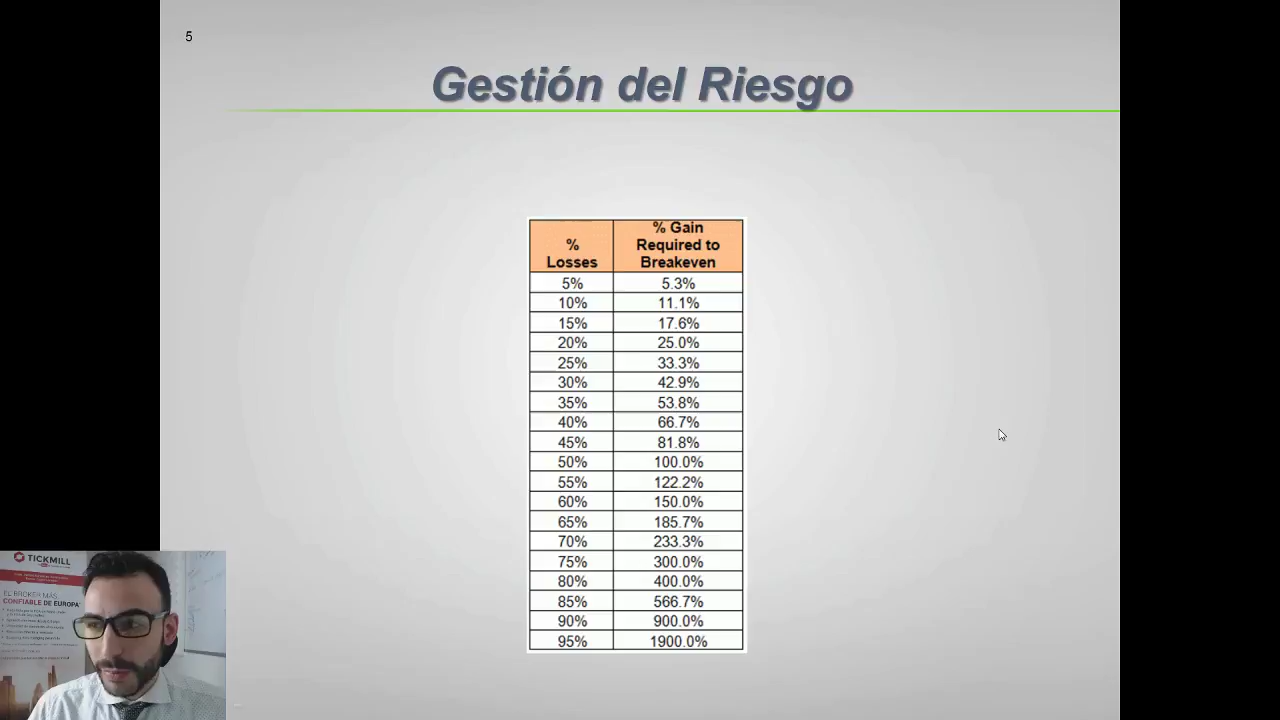 5
Gestión del Riesgo
%
Losses
% Gain
Required to
Breakeven
5% 5.3%
10% 11.1%
15% 17.6%
20% 25.0%
25% 33.3%
30% 42.9%
35% 53.8%
40% 66.7%
45% 81.8%
50% 100.0%
55% 122.2%
60% 150.0%
65% 185.7%
70% 233.3%
75% 300.0%
80% 400.0%
85% 566.7%
90% 900.0%
95% 1900.0%
TICKMILL
EL BROKER MÁS
CONFIABLE DE EUROPA